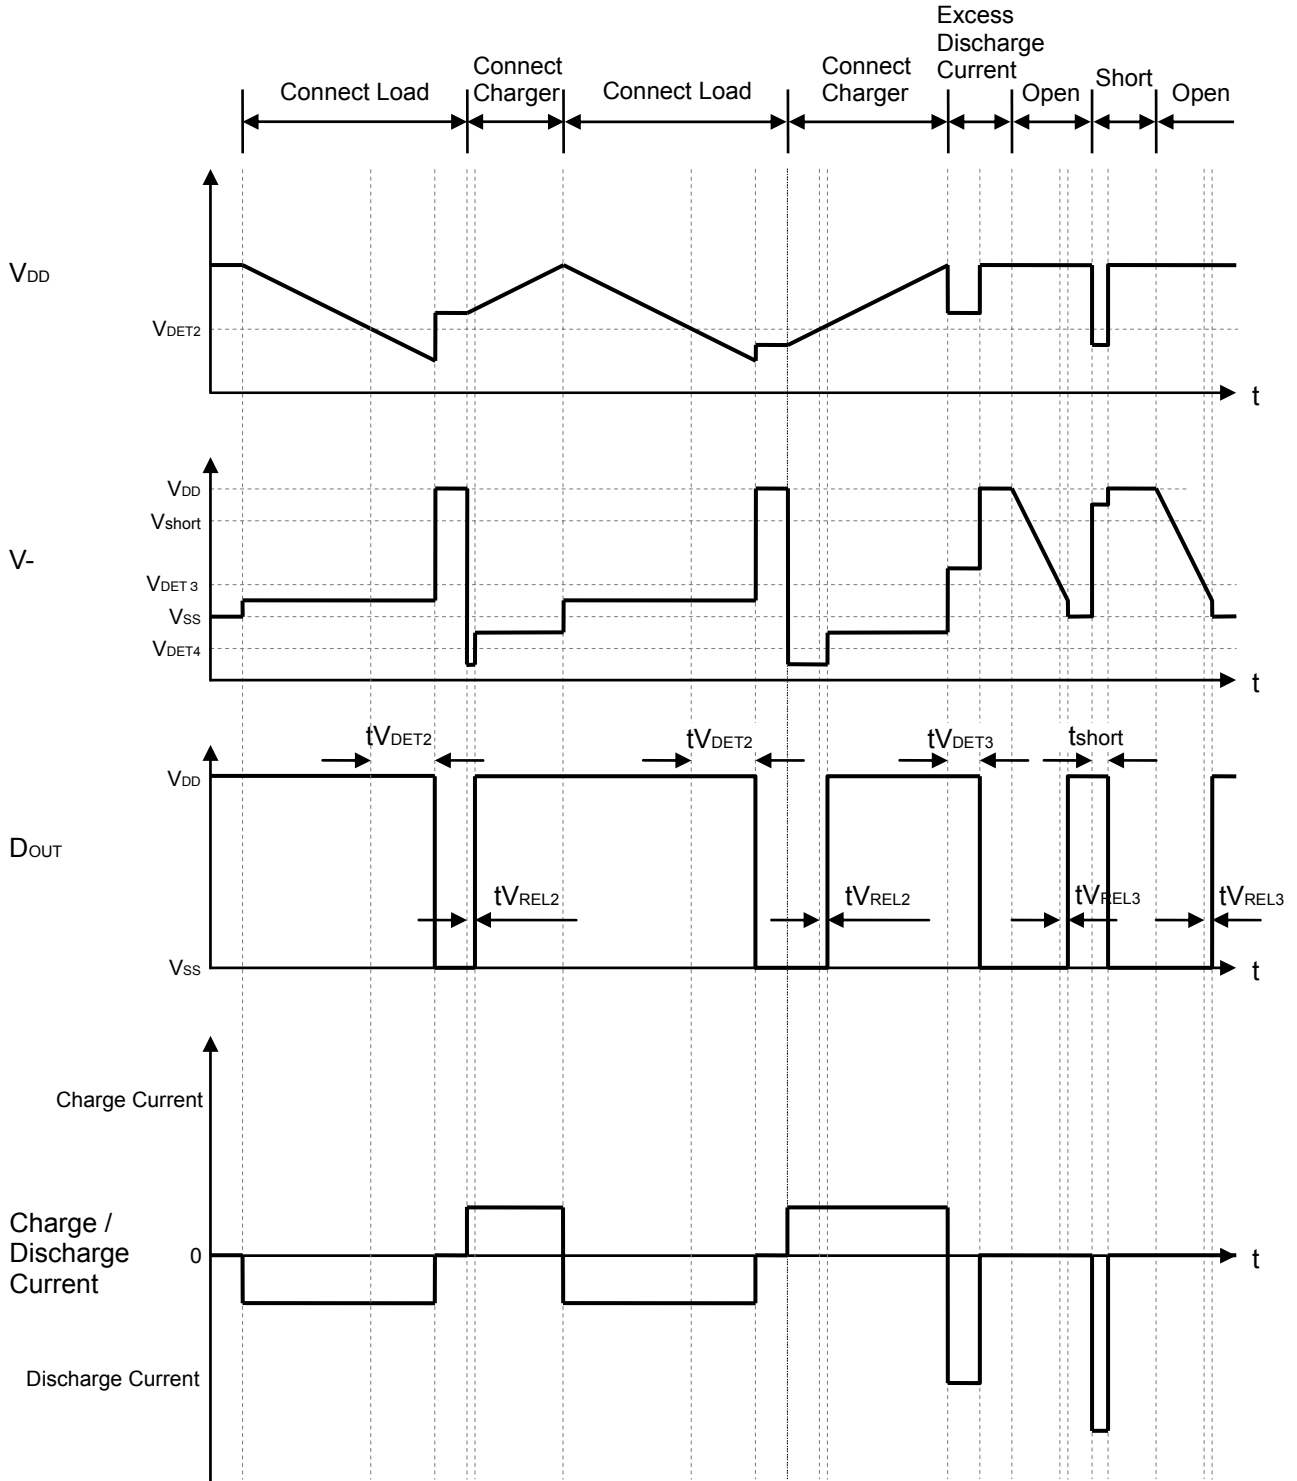 Excess
Discharge
Current
Connect
Charger
Connect
Charger
Connect Load
Connect Load
Open
Short
Open
VDD
VDET2
t
VDD
Vshort
V-
VDET3
VSS
VDET4
t
tVDET2
tVDET2
tVDET3
tshort
VDD
DOUT
tVREL2
tVREL2
tVREL3
tVREL3
VSS
t
Charge Current
Charge /
Discharge
Current
0
t
Discharge Current